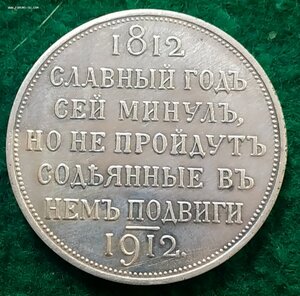 1812
СЛАВНЫЙ ГОДЪ
СЕЙ МИНУЛЪ,
НО НЕ ПРОЙДУТЪ
СОДѢЯННЫЕ ВЪ
НЕМЪ ПОДВИГИ
1912.